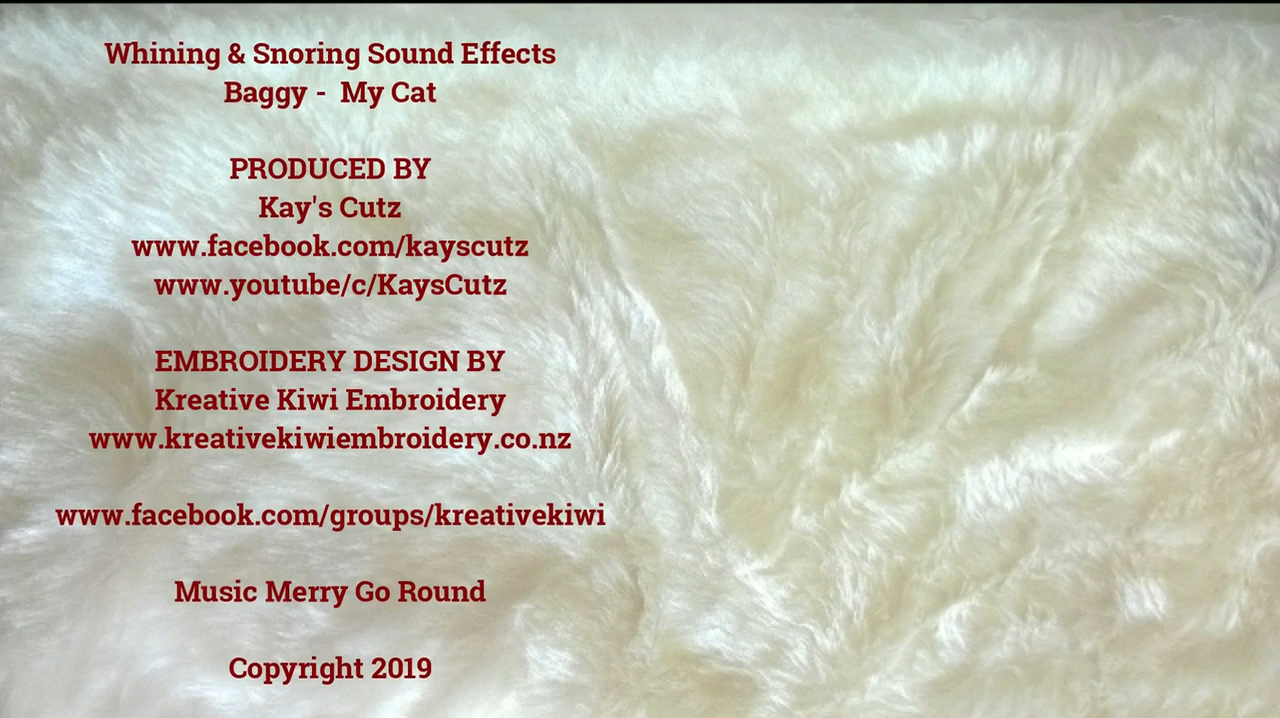 Whining & Snoring Sound Effects
Baggy - My Cat
PRODUCED BY
Kay's Cutz
www.facebook.com/kayscutz
www.youtube/c/KaysCutz
EMBROIDERY DESIGN BY
Kreative Kiwi Embroidery
www.kreativekiwiembroidery.co.nz
www.facebook.com/groups/kreativekiwi
Music Merry Go Round
Copyright 2019